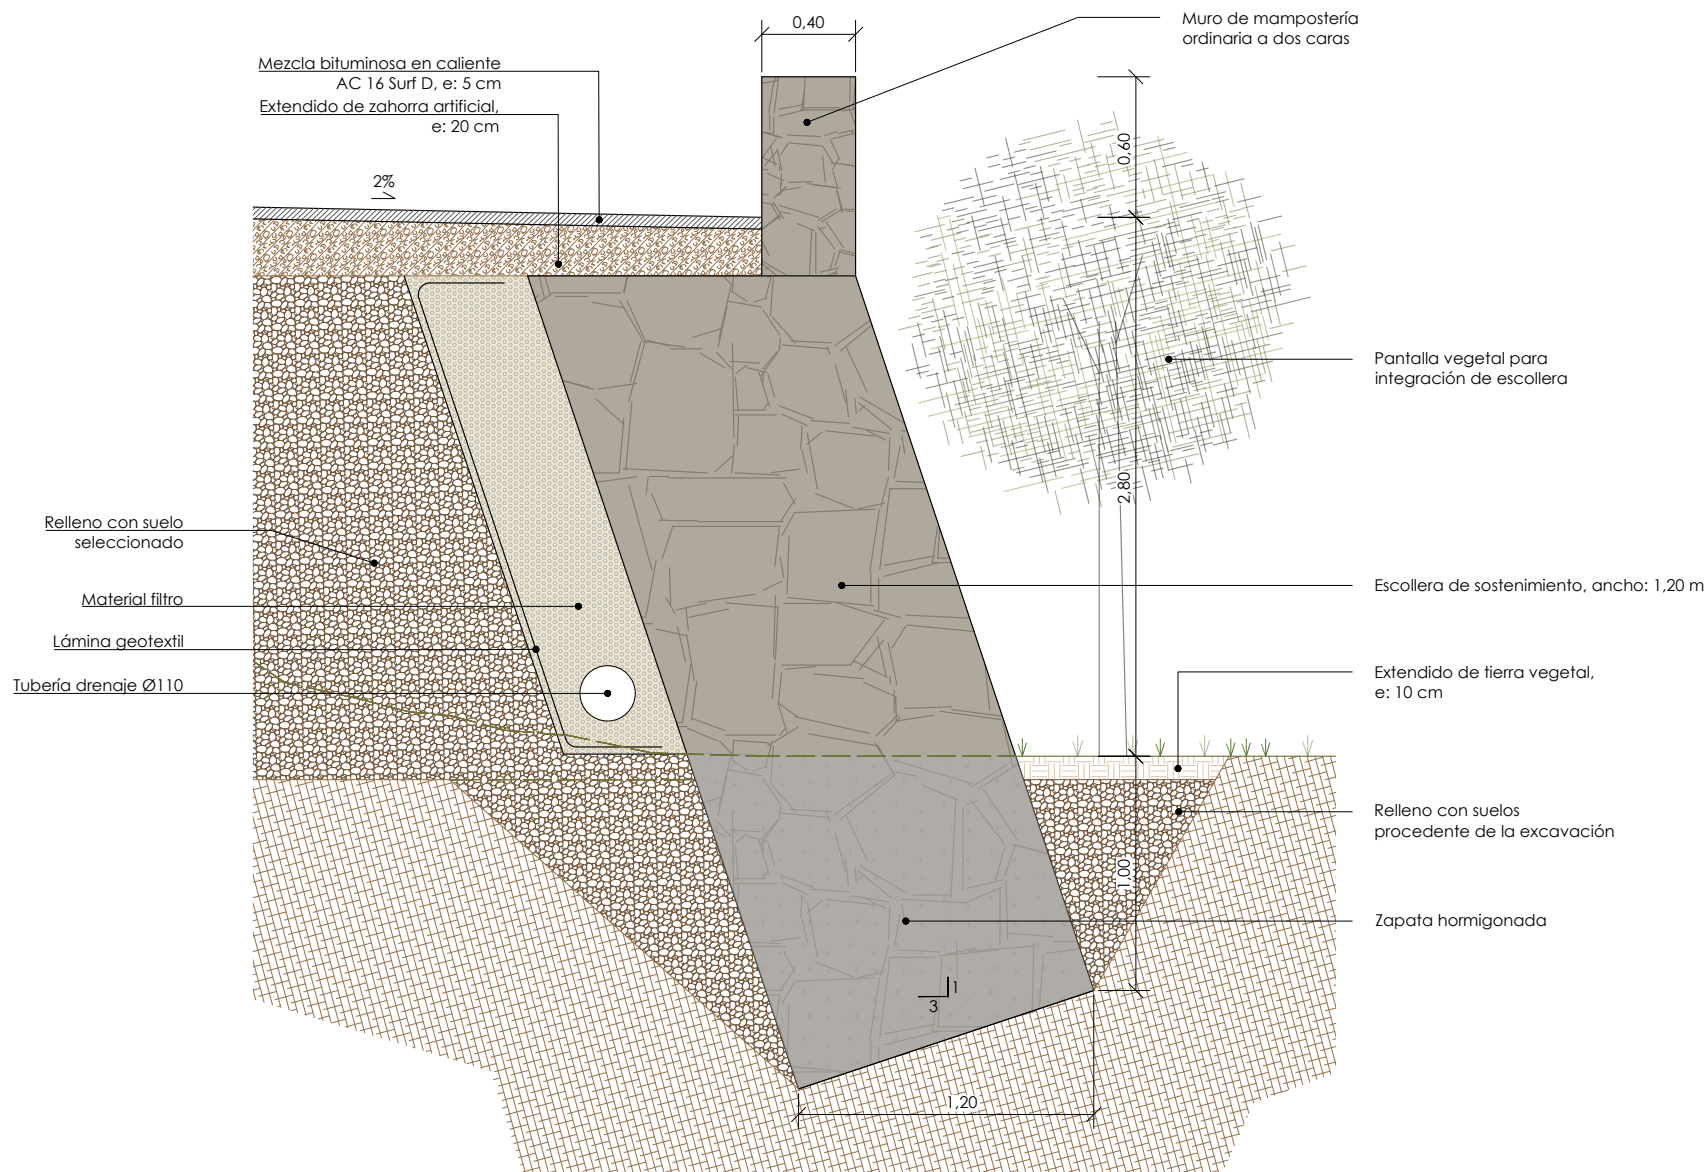 0,40
Muro de mampostería
ordinaria a dos caras
Mezcla bituminosa en caliente
AC 16 Surf D, e: 5 cm
Extendido de zahorra artificial,
e: 20 cm
0,60
2%
Pantalla vegetal para
integración de escollera
2,80
Relleno con suelo
seleccionado
Material filtro
Lámina geotextil
Tubería drenaje Ø110
Escollera de sostenimiento, ancho: 1,20 m
Extendido de tierra vegetal,
e: 10 cm
Relleno con suelos
procedente de la excavación
1,00
Zapata hormigonada
1
3
1,20